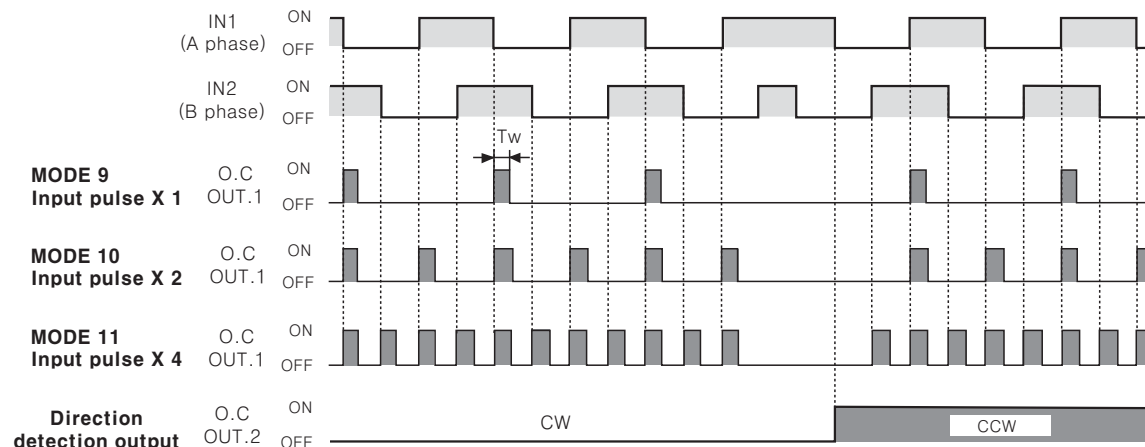 IN1
(A phase)
ON
OFF
IN2
(B phase)
ON
OFF
Tw
MODE 9
Input pulse X 1
O.C
OUT.1
ON
OFF
MODE 10
Input pulse X 2
O.C
OUT.1
ON
OFF
MODE 11
Input pulse X 4
O.C
OUT.1
ON
OFF
Direction
detection output
O.C
OUT.2
ON
OFF
CW
CCW